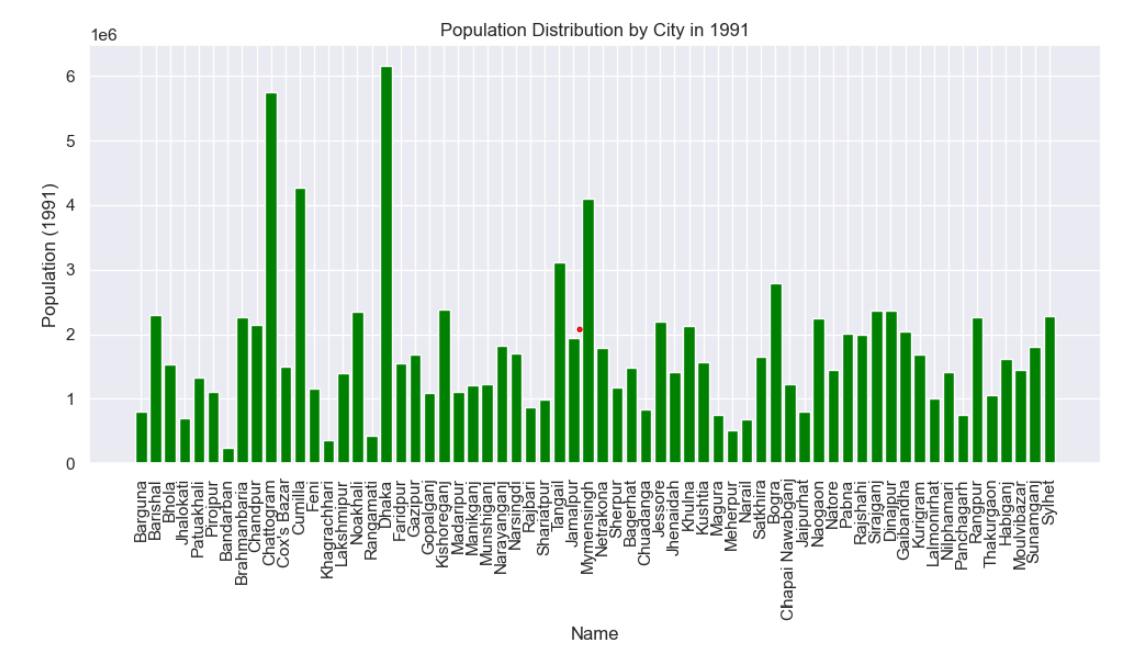 Population Distribution by City in 1991
1e6
6
5
4
3
2
1
0
Population (1991)
Barguna
Barishal
Bhola
Jhalokati
Patuakhali
Pirojpur
Bandarban
Brahmanbaria
Chandpur
Chattogram
Cox's Bazar
Cumilla
Feni
Khagrachhari
Lakshmipur
Noakhali
Rangamati
Dhaka
Faridpur
Gazipur
Gopalganj
Kishoreganj
Madaripur
Manikganj
Munshiganj
Narayanganj
Narsingdi
Rajbari
Shariatpur
Tangail
Jamalpur
Mymensingh
Netrakona
Sherpur
Bagerhat
Chuadanga
Jessore
Jhenaidah
Khulna
Kushtia
Magura
Meherpur
Narail
Satkhira
Bogra
Chapai Nawabganj
Jaipurhat
Naogaon
Natore
Pabna
Rajshahi
Sirajganj
Dinajpur
Gaibandha
Kurigram
Lalmonirhat
Nilphamari
Panchagarh
Rangpur
Thakurgaon
Habiganj
Moulvibazar
Sunamganj
Sylhet
Name